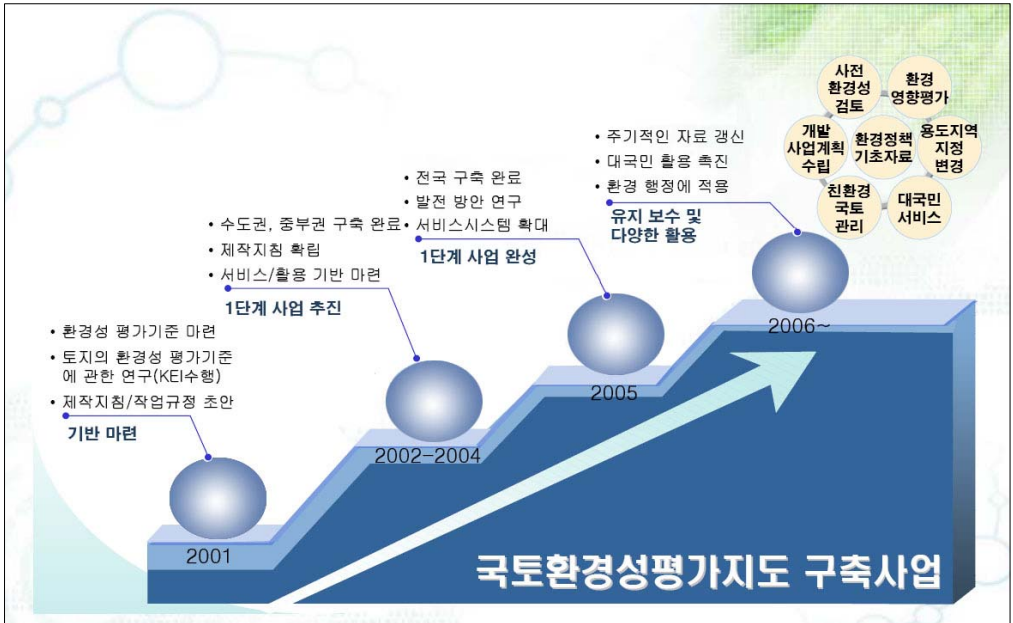 • 환경성 평가기준 마련
• 토지의 환경성 평가기준
에 관한 연구(KEI수행)
• 제작지침/작업규정 초안
기반 마련
2001
• 수도권, 중부권 구축 완료
• 제작지침 확립
• 서비스/활용 기반 마련
1단계 사업 추진
2002-2004
• 전국 구축 완료
• 발전 방안 연구
• 서비스시스템 확대
1단계 사업 완성
2005
• 주기적인 자료 갱신
• 대국민 활용 촉진
• 환경 행정에 적용
유지 보수 및
다양한 활용
2006~
사전
환경성
검토
환경
영향평가
개발
사업계획
수립
환경정책
기초자료
용도지역
지정
변경
친환경
국토
관리
대국민
서비스
국토환경성평가지도 구축사업